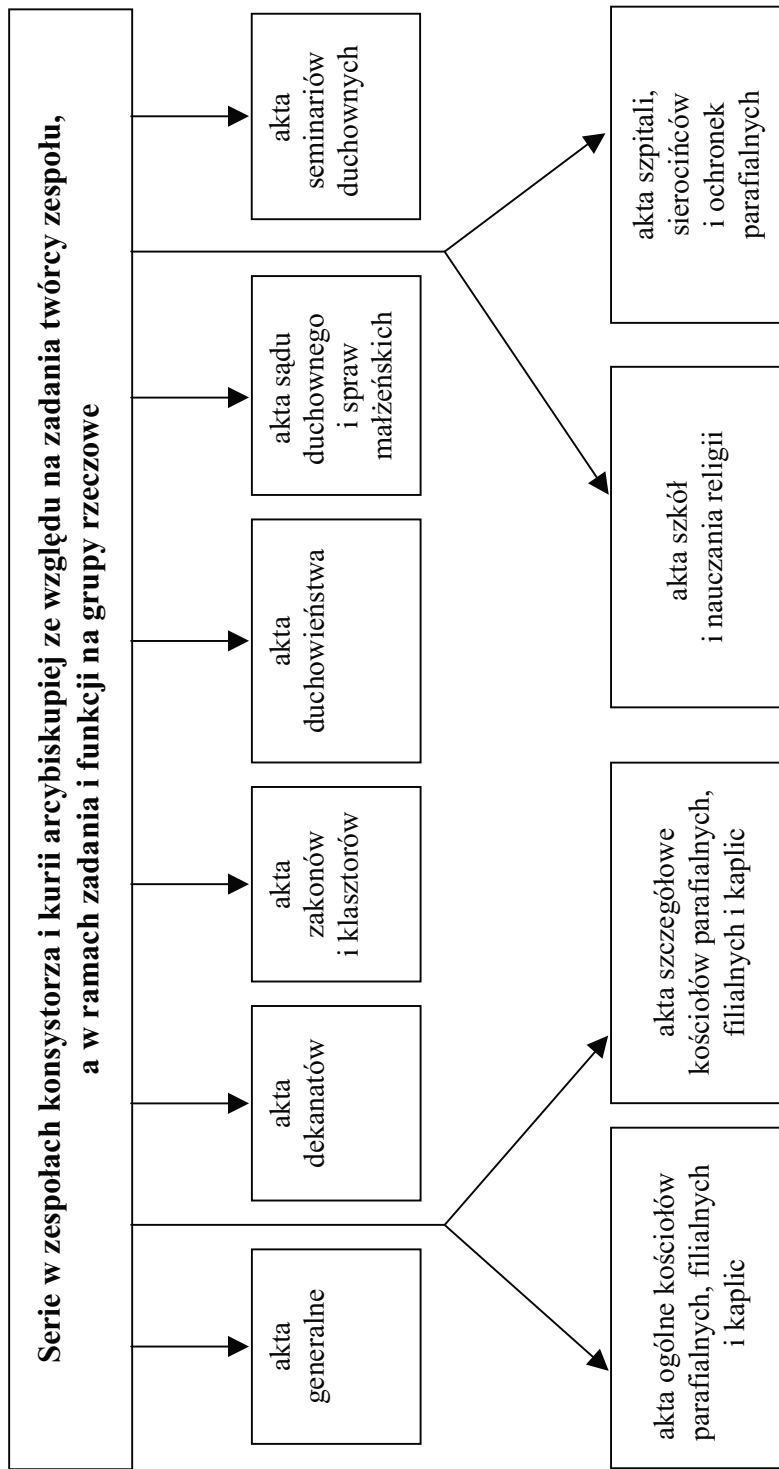 Serie w zespołach konsystorza i kurii arcybiskupiej ze względu na zadania twórcy zespołu,
a w ramach zadania i funkcji na grupy rzeczowe
akta
generalne
akta
dekanatów
akta
zakonów
i klasztorów
akta
duchowieństwa
akta sądu
duchownego
i spraw
małżeńskich
akta
seminariów
duchownych
akta ogólne kościołów
parafialnych, filialnych
i kaplic
akta szczegółowe
kościołów parafialnych,
filialnych i kaplic
akta szkół
i nauczania religii
akta szpitali,
sierocińców
i ochronek
parafialnych